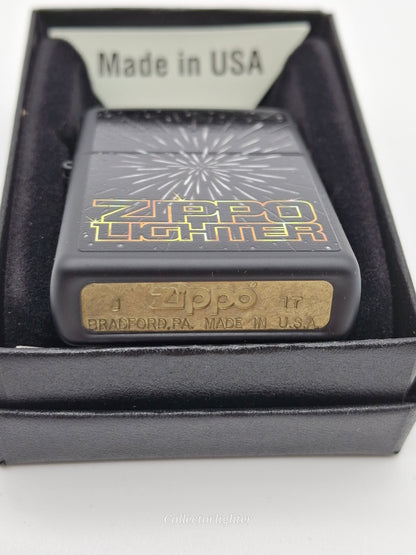 Made in USA
ZIPPO
LIGHTER
Zippo 17
BRADFORD,PA. MADE IN U.S.A
Collectorlighter